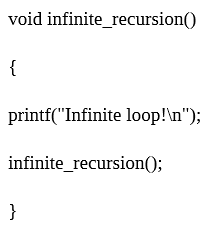 void infinite_recursion()
{
printf("Infinite loop!\n");
infinite_recursion();
}